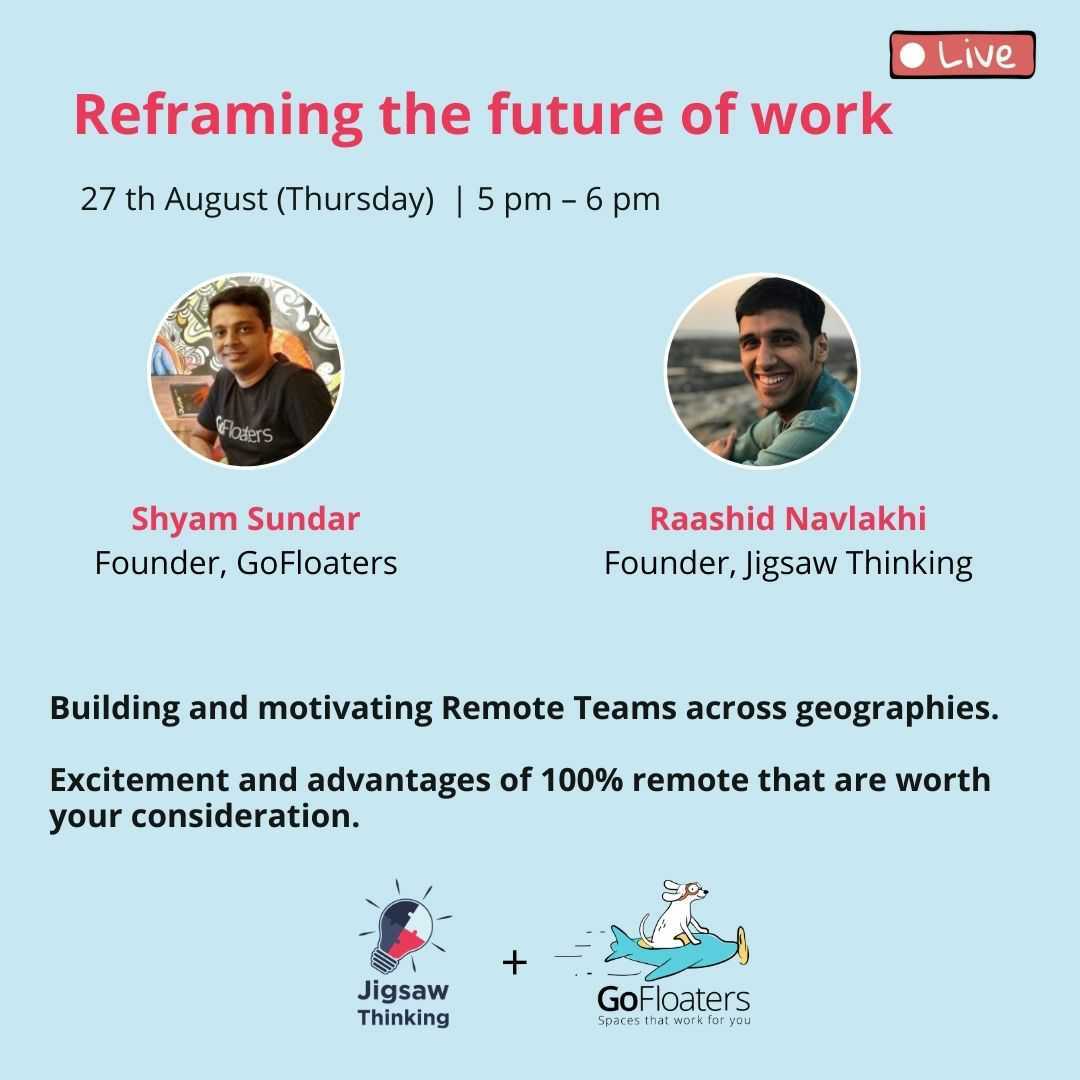 Live
Reframing the future of work
27 th August (Thursday) | 5 pm – 6 pm
GoFloaters
Shyam Sundar
Founder, GoFloaters
Raashid Navlakhi
Founder, Jigsaw Thinking
Building and motivating Remote Teams across geographies.
Excitement and advantages of 100% remote that are worth
your consideration.
Jigsaw
Thinking
+
GoFloaters
Spaces that work for you